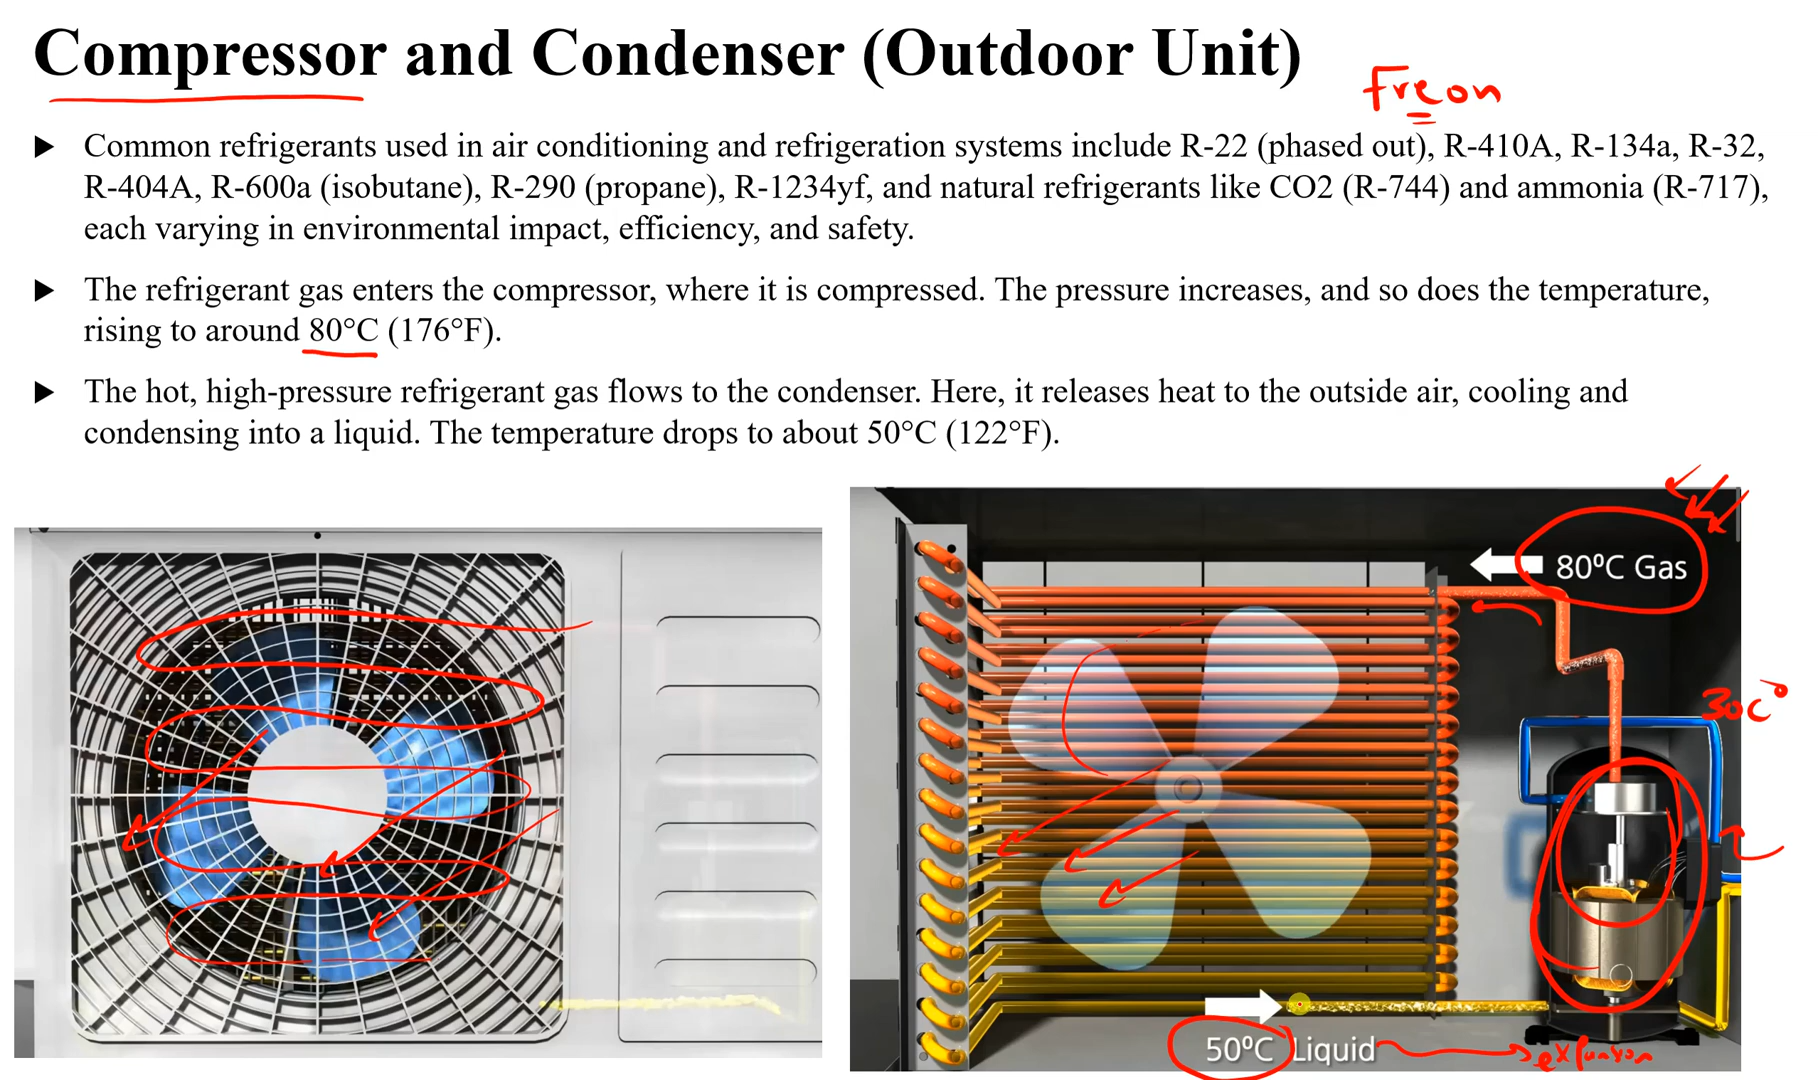 Compressor and Condenser (Outdoor Unit)
Freon
▶ Common refrigerants used in air conditioning and refrigeration systems include R-22 (phased out), R-410A, R-134a, R-32,
R-404A, R-600a (isobutane), R-290 (propane), R-1234yf, and natural refrigerants like CO2 (R-744) and ammonia (R-717),
each varying in environmental impact, efficiency, and safety.
▶ The refrigerant gas enters the compressor, where it is compressed. The pressure increases, and so does the temperature,
rising to around 80°C (176°F).
▶ The hot, high-pressure refrigerant gas flows to the condenser. Here, it releases heat to the outside air, cooling and
condensing into a liquid. The temperature drops to about 50°C (122°F).
80ºC Gas
30C°
50ºC Liquid